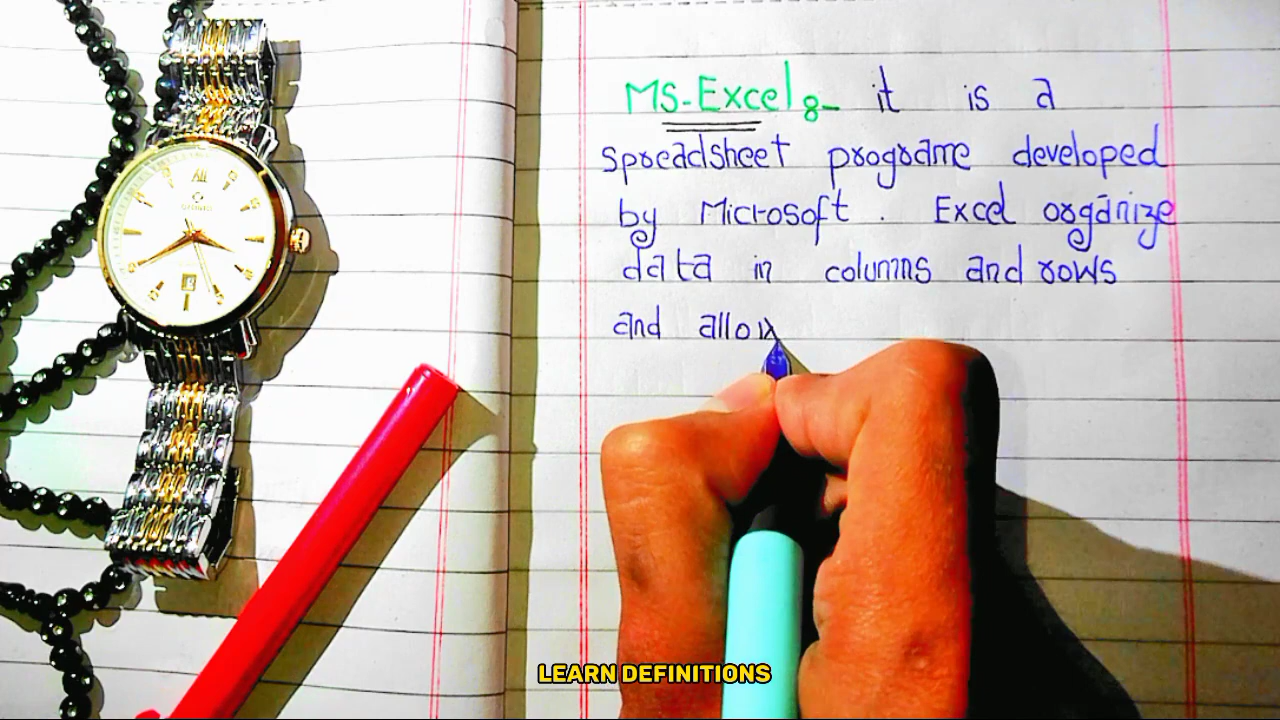 MS-Excel :- it is a
spreadsheet programe developed
by Microsoft . Excel organize
data in columns and rows
and allow
LEARN DEFINITIONS